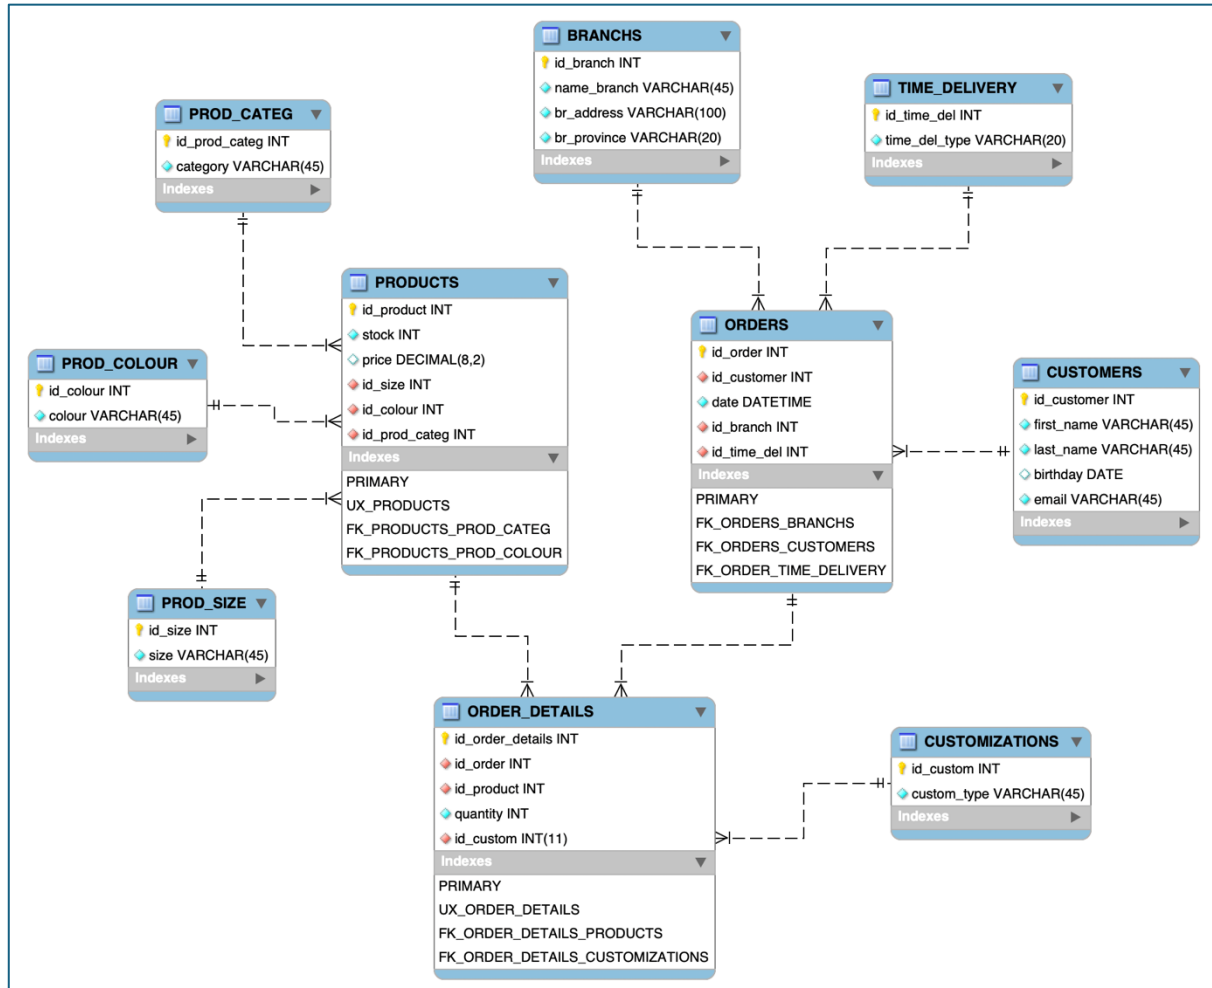 BRANCHS
id_branch INT
name_branch VARCHAR(45)
br_address VARCHAR(100)
br_province VARCHAR(20)
Indexes
TIME_DELIVERY
id_time_del INT
time_del_type VARCHAR(20)
Indexes
PROD_CATEG
id_prod_categ INT
category VARCHAR(45)
Indexes
PRODUCTS
id_product INT
stock INT
price DECIMAL(8,2)
id_size INT
id_colour INT
id_prod_categ INT
Indexes
PRIMARY
UX_PRODUCTS
FK_PRODUCTS_PROD_CATEG
FK_PRODUCTS_PROD_COLOUR
PROD_COLOUR
id_colour INT
colour VARCHAR(45)
Indexes
ORDERS
id_order INT
id_customer INT
date DATETIME
id_branch INT
id_time_del INT
Indexes
PRIMARY
FK_ORDERS_BRANCHS
FK_ORDERS_CUSTOMERS
FK_ORDER_TIME_DELIVERY
CUSTOMERS
id_customer INT
first_name VARCHAR(45)
last_name VARCHAR(45)
birthday DATE
email VARCHAR(45)
Indexes
PROD_SIZE
id_size INT
size VARCHAR(45)
Indexes
ORDER_DETAILS
id_order_details INT
id_order INT
id_product INT
quantity INT
id_custom INT(11)
Indexes
PRIMARY
UX_ORDER_DETAILS
FK_ORDER_DETAILS_PRODUCTS
FK_ORDER_DETAILS_CUSTOMIZATIONS
CUSTOMIZATIONS
id_custom INT
custom_type VARCHAR(45)
Indexes